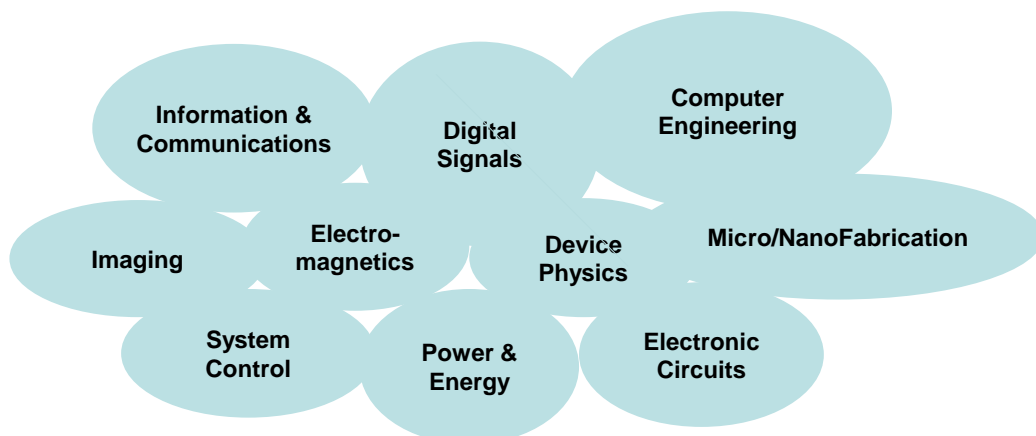 Information &
Communications
Digital
Signals
Computer
Engineering
Imaging
Electro-
magnetics
Device
Physics
Micro/NanoFabrication
System
Control
Power &
Energy
Electronic
Circuits